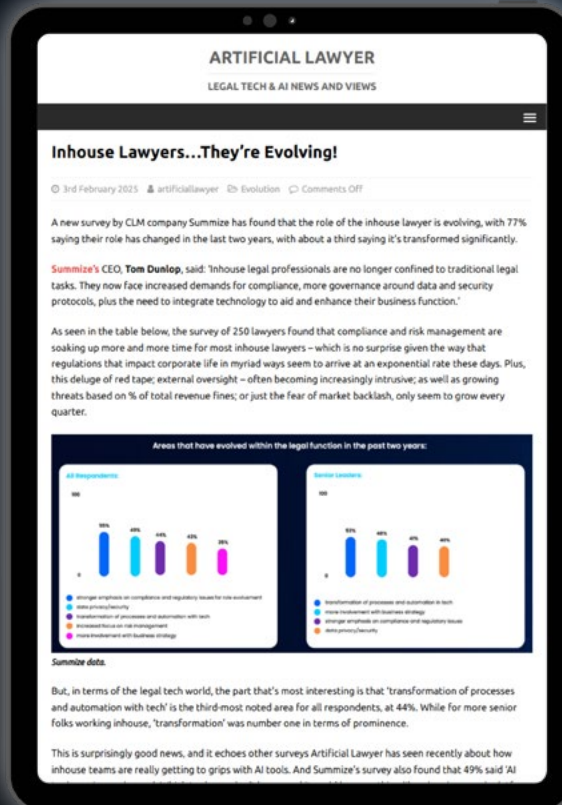 ARTIFICIAL LAWYER
LEGAL TECH & AI NEWS AND VIEWS
Inhouse Lawyers…They’re Evolving!
3rd February 2025 artificiallawyer Evolution Comments Off
A new survey by CLM company Summize has found that the role of the inhouse lawyer is evolving, with 77%
saying their role has changed in the last two years, with about a third saying it’s transformed significantly.
Summize’s CEO, Tom Dunlop, said: ‘Inhouse legal professionals are no longer confined to traditional legal
tasks. They now face increased demands for compliance, more governance around data and security
protocols, plus the need to integrate technology to aid and enhance their business function.’
As seen in the table below, the survey of 250 lawyers found that compliance and risk management are
soaking up more and more time for most inhouse lawyers – which is no surprise given the way that
regulations that impact corporate life in myriad ways seem to arrive at an exponential rate these days. Plus,
this deluge of red tape; external oversight – often becoming increasingly intrusive; as well as growing
threats based on % of total revenue fines; or just the fear of market backlash, only seem to grow every
quarter.
Areas that have evolved within the legal function in the past two years:
All Respondents:
100
49%
44%
43%
0
stronger emphasis on compliance and regulatory issues for role involvement
data privacy/security
transformation of processes and automation with tech
increased focus on risk management
more involvement with business strategy
Senior Leaders:
100
0
transformation of processes and automation in tech
more involvement with business strategy
stronger emphasis on compliance and regulatory issues
data privacy/security
Summize data.
But, in terms of the legal tech world, the part that’s most interesting is that ‘transformation of processes
and automation with tech’ is the third-most noted area for all respondents, at 44%. While for more senior
folks working inhouse, ‘transformation’ was number one in terms of prominence.
This is surprisingly good news, and it echoes other surveys Artificial Lawyer has seen recently about how
inhouse teams are really getting to grips with AI tools. And Summize’s survey also found that 49% said ‘AI